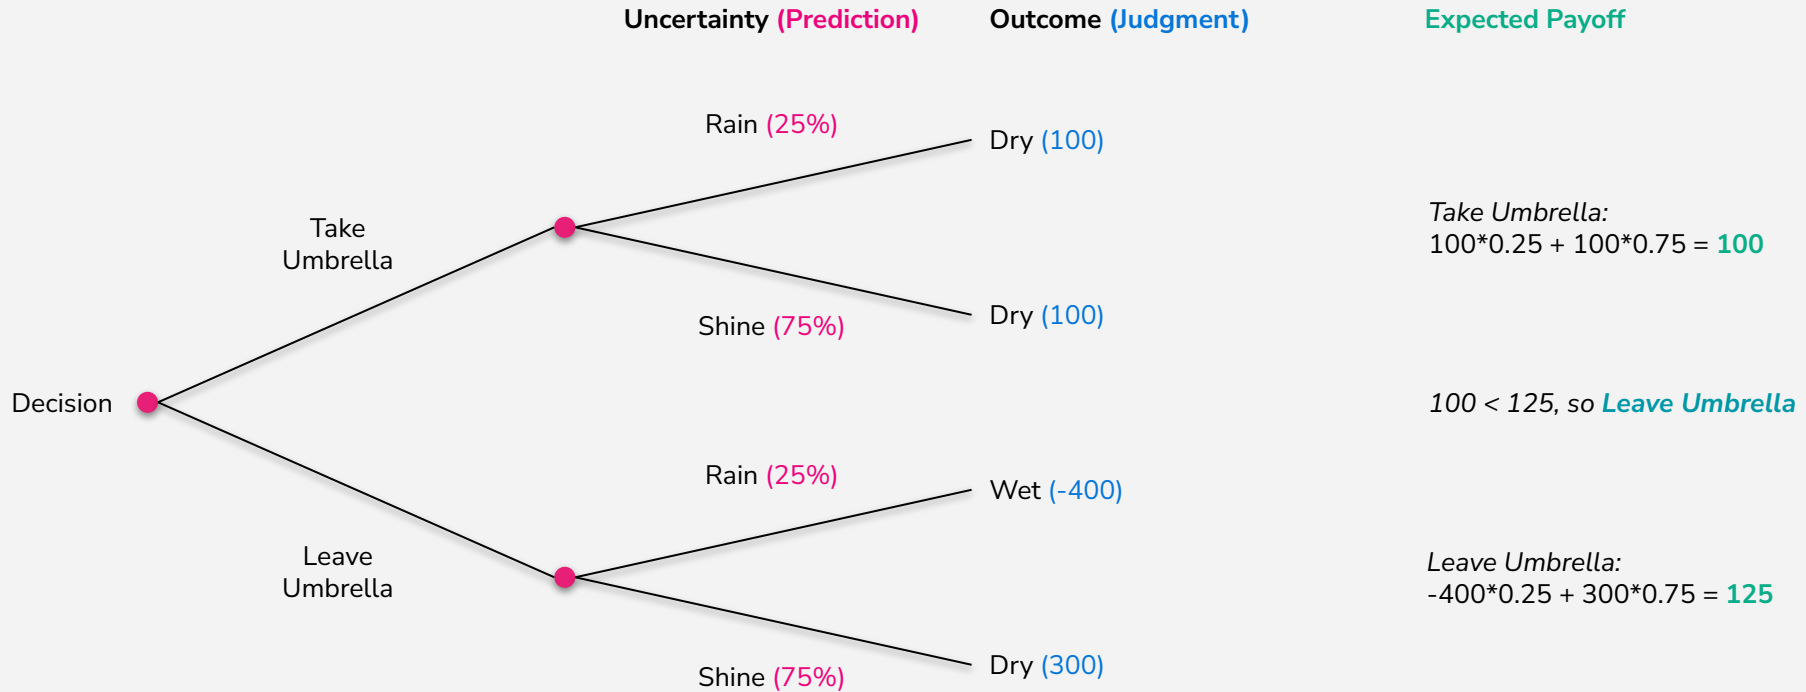 Uncertainty (Prediction)
Outcome (Judgment)
Expected Payoff
Rain (25%)
Dry (100)
Take
Umbrella
Take Umbrella:
100*0.25 + 100*0.75 = 100
Shine (75%)
Dry (100)
Decision
100 < 125, so Leave Umbrella
Rain (25%)
Wet (-400)
Leave
Umbrella
Leave Umbrella:
-400*0.25 + 300*0.75 = 125
Shine (75%)
Dry (300)